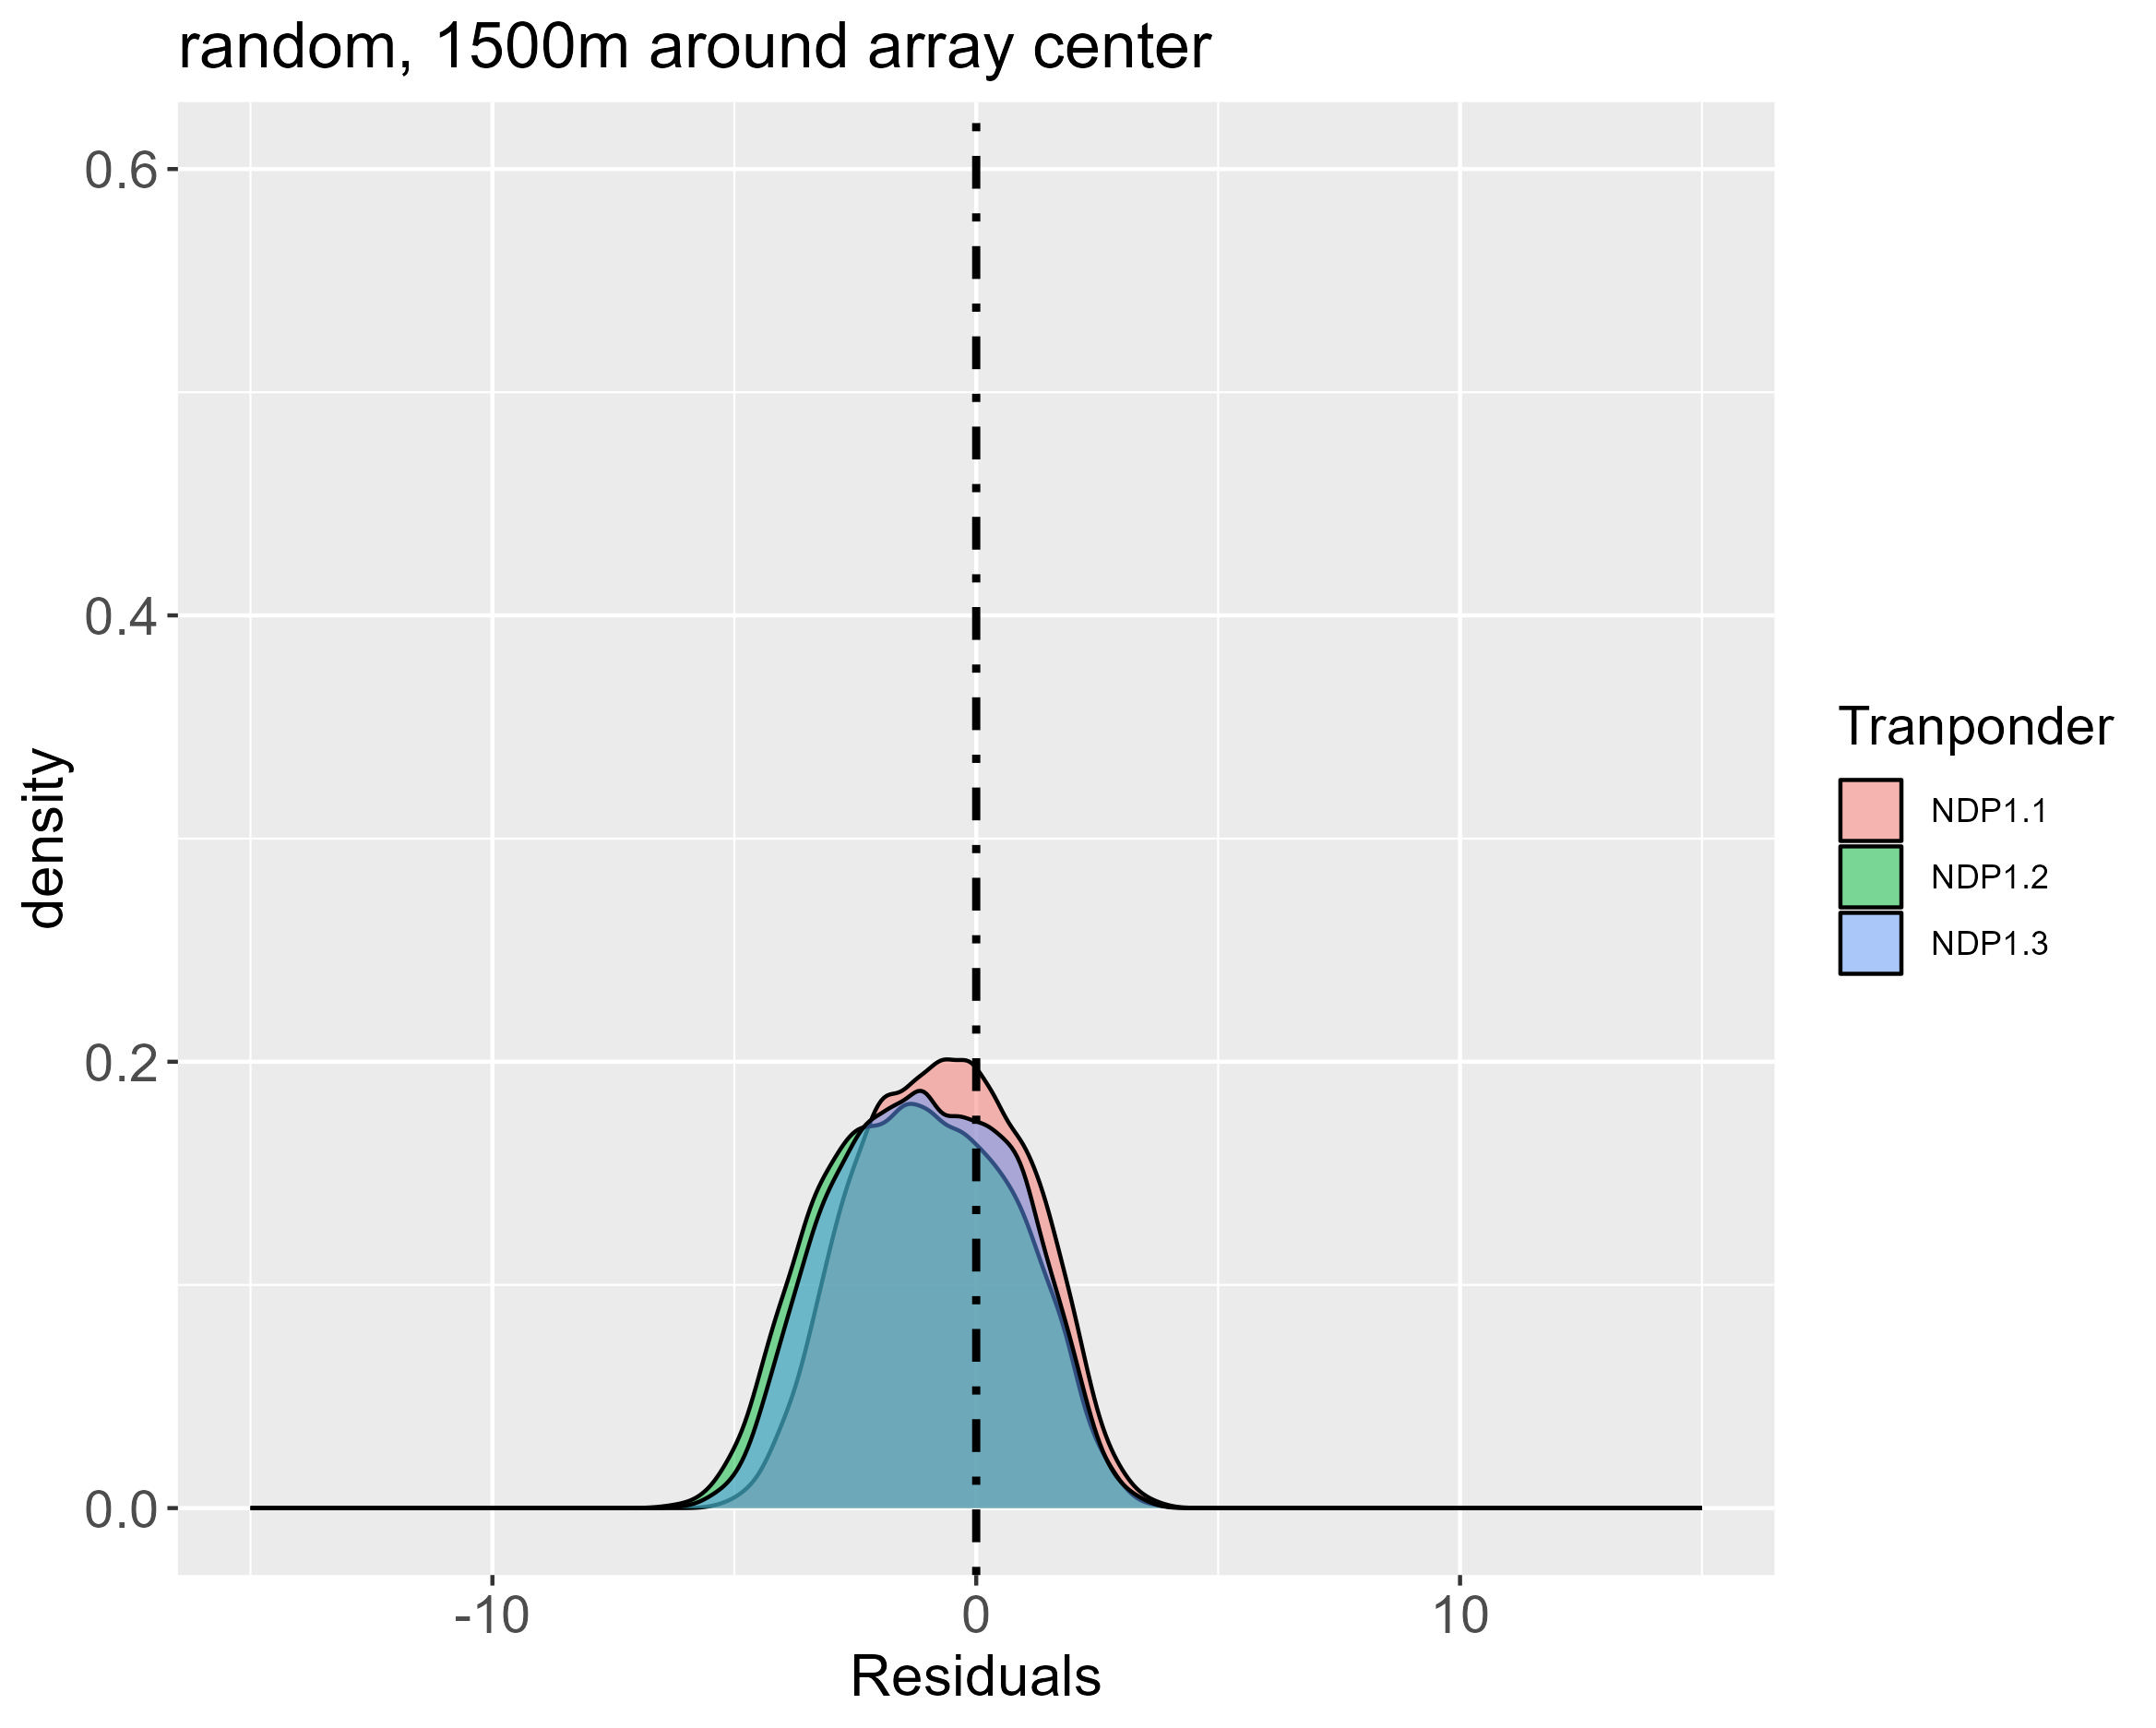 random, 1500m around array center
0.6
0.4
0.2
0.0
density
-10 0 10
Residuals
Tranponder
NDP1.1
NDP1.2
NDP1.3